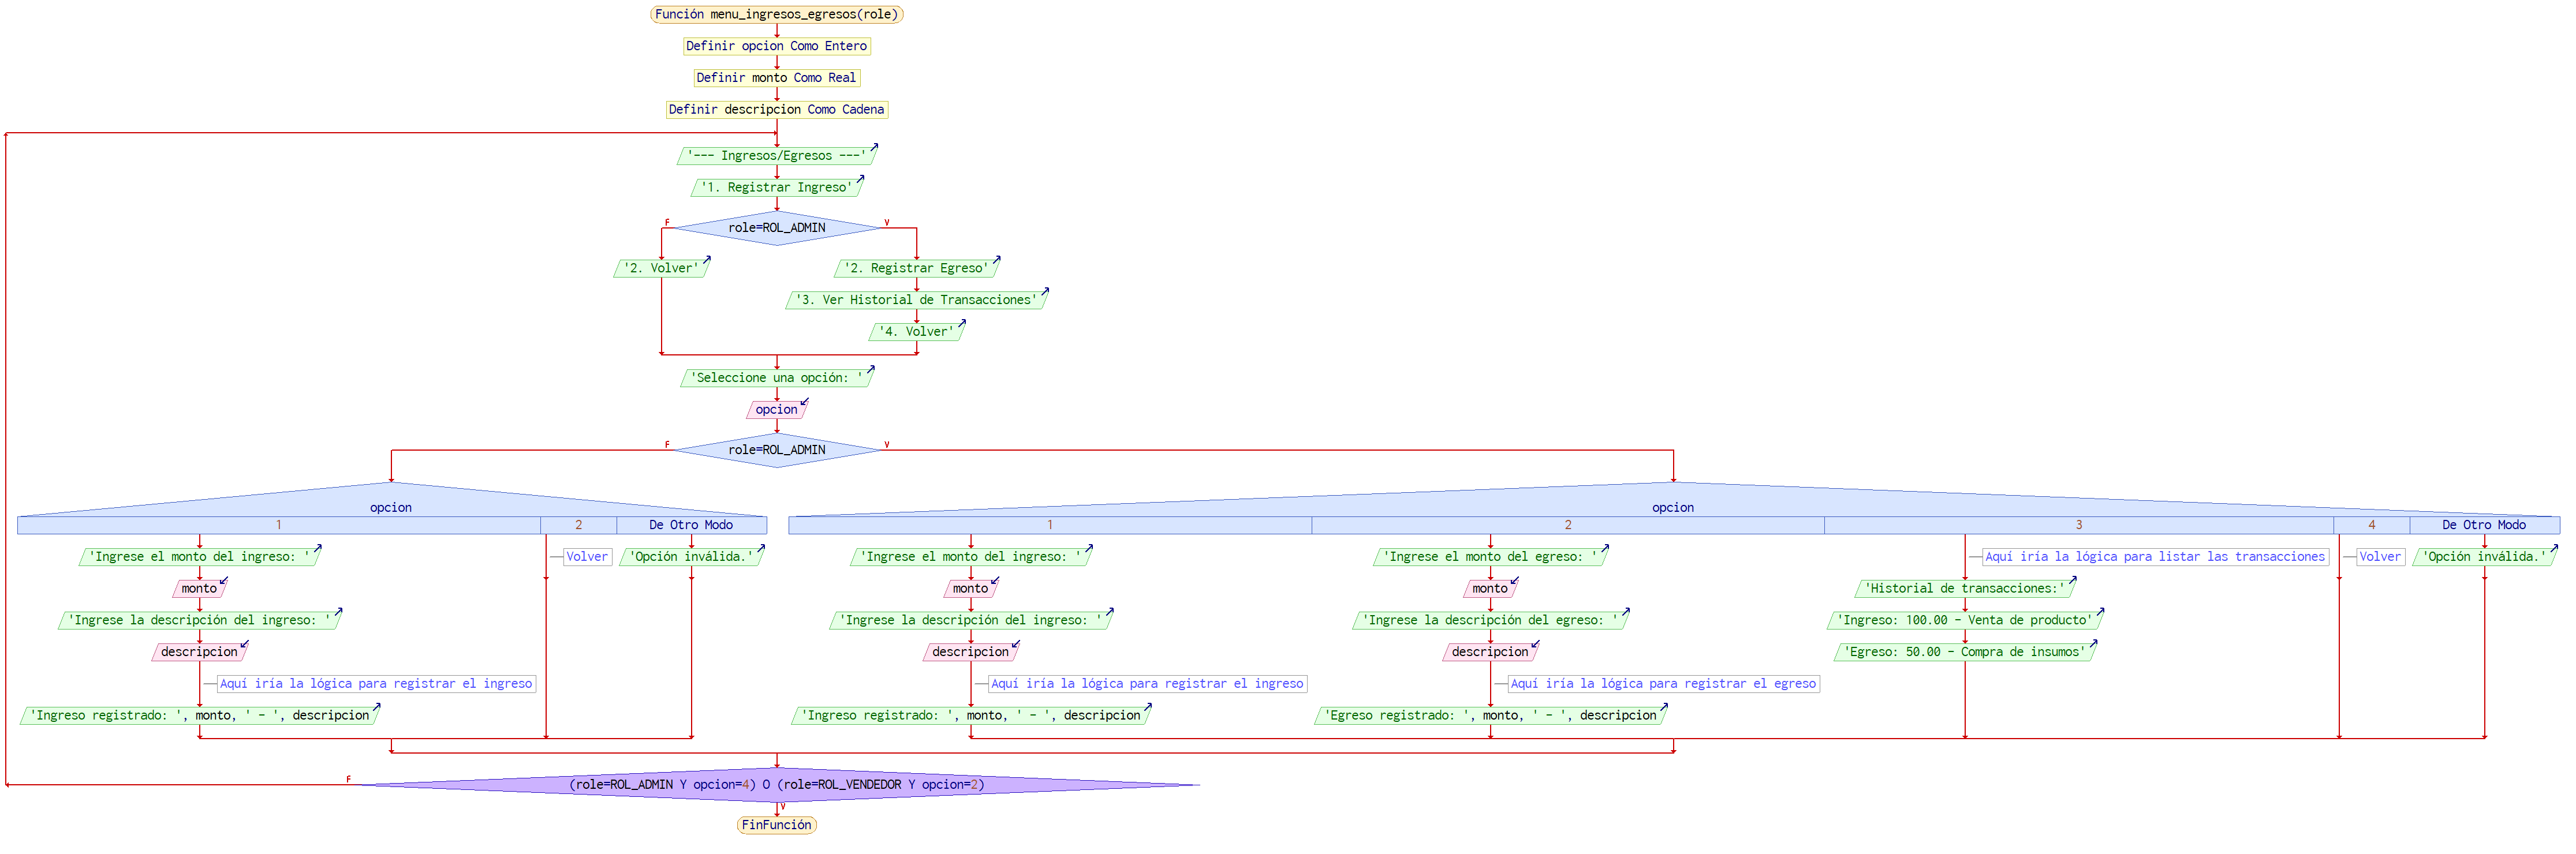 Función menu_ingresos_egresos(role)
Definir opcion Como Entero
Definir monto Como Real
Definir descripcion Como Cadena
'--- Ingresos/Egresos ---'
'1. Registrar Ingreso'
F
V
role=ROL_ADMIN
'2. Volver'
'2. Registrar Egreso'
'3. Ver Historial de Transacciones'
'4. Volver'
'Seleccione una opción: '
opcion
F
V
role=ROL_ADMIN
opcion
1
2
De Otro Modo
'Ingrese el monto del ingreso: '
monto
'Ingrese la descripción del ingreso: '
descripcion
Aquí iría la lógica para registrar el ingreso
'Ingreso registrado: ', monto, ' - ', descripcion
Volver
'Opción inválida.'
opcion
1
2
3
4
De Otro Modo
'Ingrese el monto del ingreso: '
monto
'Ingrese la descripción del ingreso: '
descripcion
Aquí iría la lógica para registrar el ingreso
'Ingreso registrado: ', monto, ' - ', descripcion
'Ingrese el monto del egreso: '
monto
'Ingrese la descripción del egreso: '
descripcion
Aquí iría la lógica para registrar el egreso
'Egreso registrado: ', monto, ' - ', descripcion
Aquí iría la lógica para listar las transacciones
'Historial de transacciones:'
'Ingreso: 100.00 - Venta de producto'
'Egreso: 50.00 - Compra de insumos'
Volver
'Opción inválida.'
F
(role=ROL_ADMIN Y opcion=4) O (role=ROL_VENDEDOR Y opcion=2)
V
FinFunción